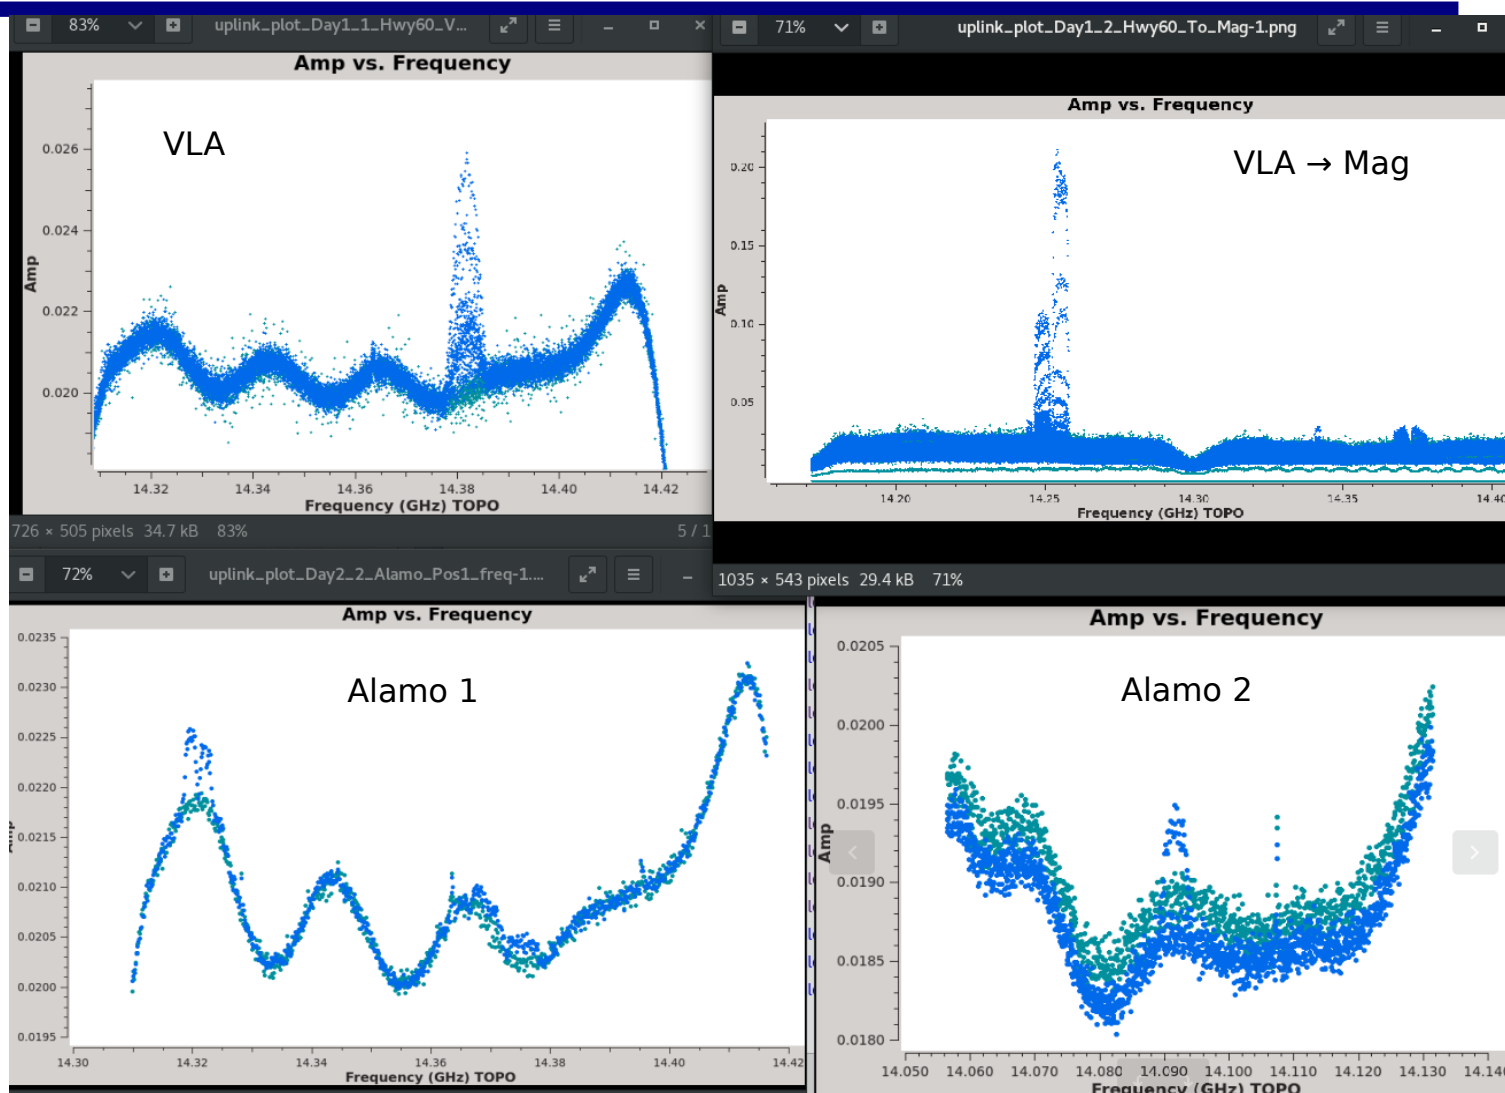 83%
uplink_plot_Day1_1_Hwy60_V...
Amp vs. Frequency
VLA
0.026
0.024
0.022
0.020
Amp
14.32 14.34 14.36 14.38 14.40 14.42
Frequency (GHz) TOPO
726 × 505 pixels 34.7 kB 83%
5 / 1
71%
uplink_plot_Day1_2_Hwy60_To_Mag-1.png
Amp vs. Frequency
VLA → Mag
0.20
0.15
0.10
0.05
Amp
14.20 14.25 14.30 14.35 14.40
Frequency (GHz) TOPO
1035 × 543 pixels 29.4 kB 71%
72%
uplink_plot_Day2_2_Alamo_Pos1_freq-1....
Amp vs. Frequency
Alamo 1
0.0235
0.0230
0.0225
0.0220
0.0215
0.0210
0.0205
0.0200
0.0195
14.30 14.32 14.34 14.36 14.38 14.40 14.42
Frequency (GHz) TOPO
Amp vs. Frequency
Alamo 2
0.0205
0.0200
0.0195
0.0190
0.0185
0.0180
Amp
14.050 14.060 14.070 14.080 14.090 14.100 14.110 14.120 14.130 14.140
Frequency (GHz) TOPO